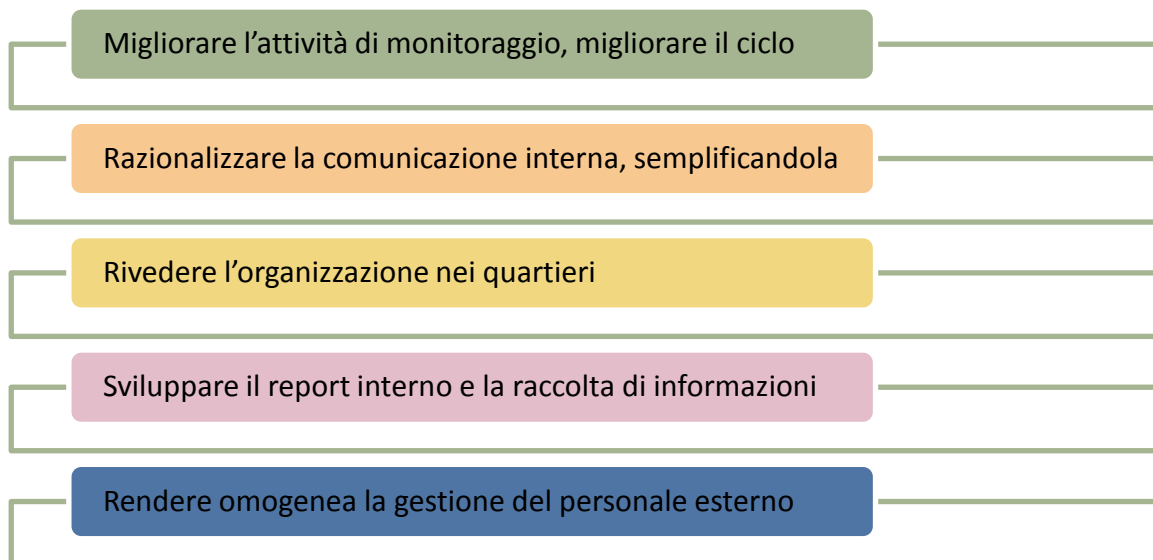 Migliorare l’attività di monitoraggio, migliorare il ciclo
Razionalizzare la comunicazione interna, semplificandola
Rivedere l’organizzazione nei quartieri
Sviluppare il report interno e la raccolta di informazioni
Rendere omogenea la gestione del personale esterno